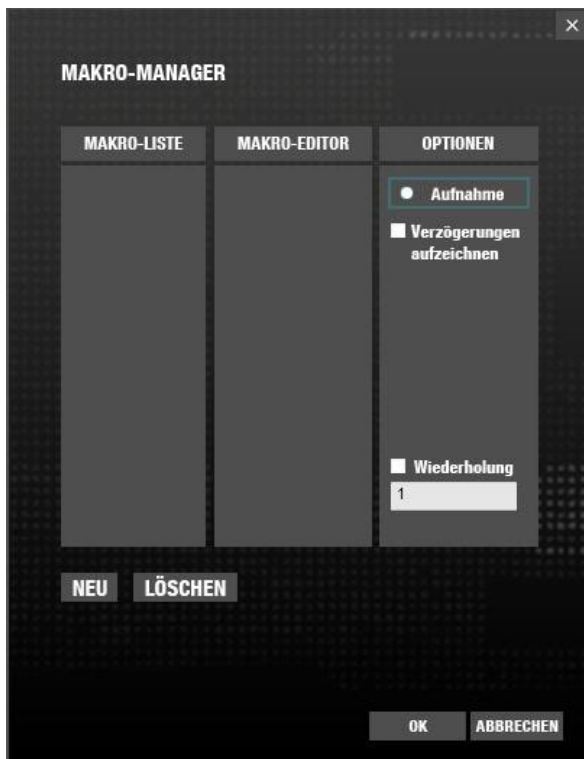 MAKRO-MANAGER
MAKRO-LISTE
MAKRO-EDITOR
OPTIONEN
Aufnahme
Verzögerungen
aufzeichnen
Wiederholung
1
NEU
LÖSCHEN
OK
ABBRECHEN